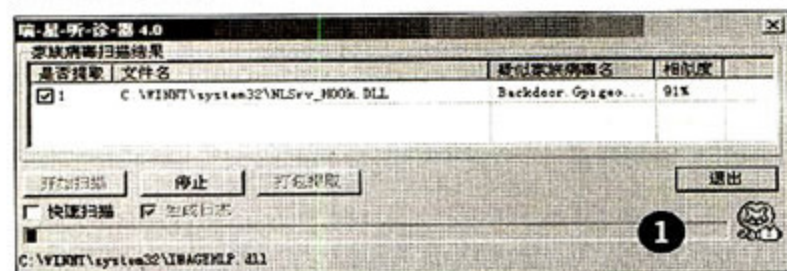 瑞-星-听-诊-器 4.0
家族病毒扫描结果
是否提取 文件名 疑似家族病毒名 相似度
1 C:\WINNT\system32\NLSrv_HOOk.DLL Backdoor.Gpigeo... 91%
开始扫描 停止 打包提取 退出
快速扫描 生成日志
1
C:\WINNT\system32\IMAGEHLP.dll